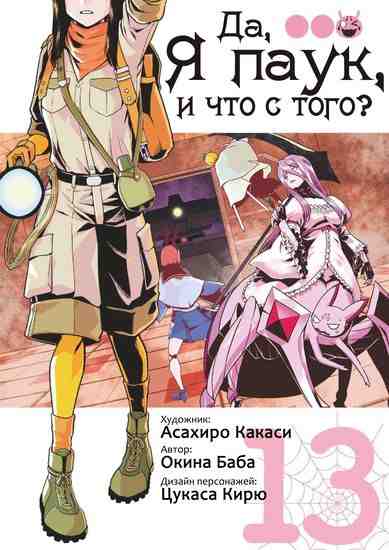 Да,
Я паук,
и что с того?
Художник:
Асахиро Какаси
Автор:
Окина Баба
Дизайн персонажей:
Цукаса Кирю
13